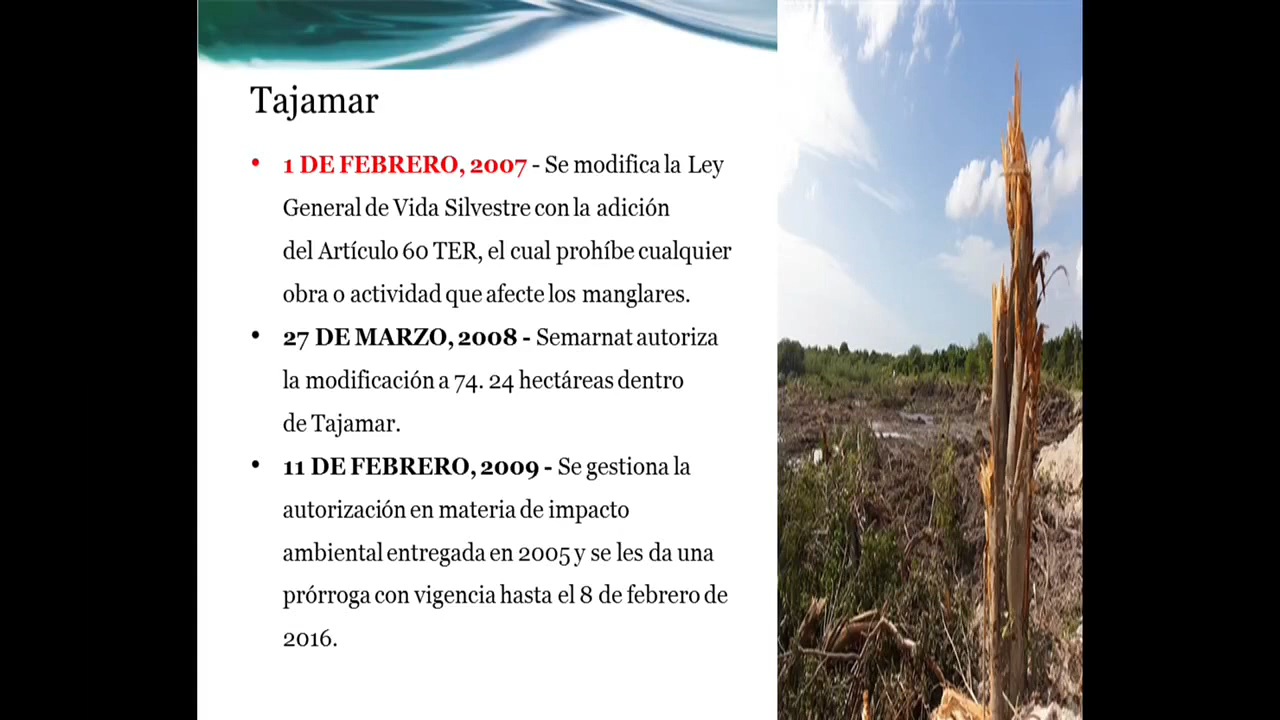 Tajamar
• 1 DE FEBRERO, 2007 - Se modifica la Ley
General de Vida Silvestre con la adición
del Artículo 60 TER, el cual prohíbe cualquier
obra o actividad que afecte los manglares.
• 27 DE MARZO, 2008 - Semarnat autoriza
la modificación a 74. 24 hectáreas dentro
de Tajamar.
• 11 DE FEBRERO, 2009 - Se gestiona la
autorización en materia de impacto
ambiental entregada en 2005 y se les da una
prórroga con vigencia hasta el 8 de febrero de
2016.